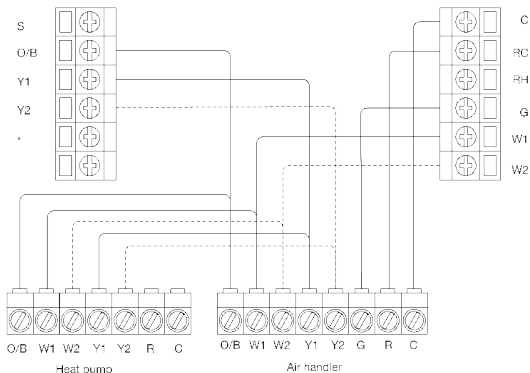 S
O/B
Y1
Y2
*
C
RC
RH
G
W1
W2
O/B W1 W2 Y1 Y2 R C
Heat pump
O/B W1 W2 Y1 Y2 G R C
Air handler